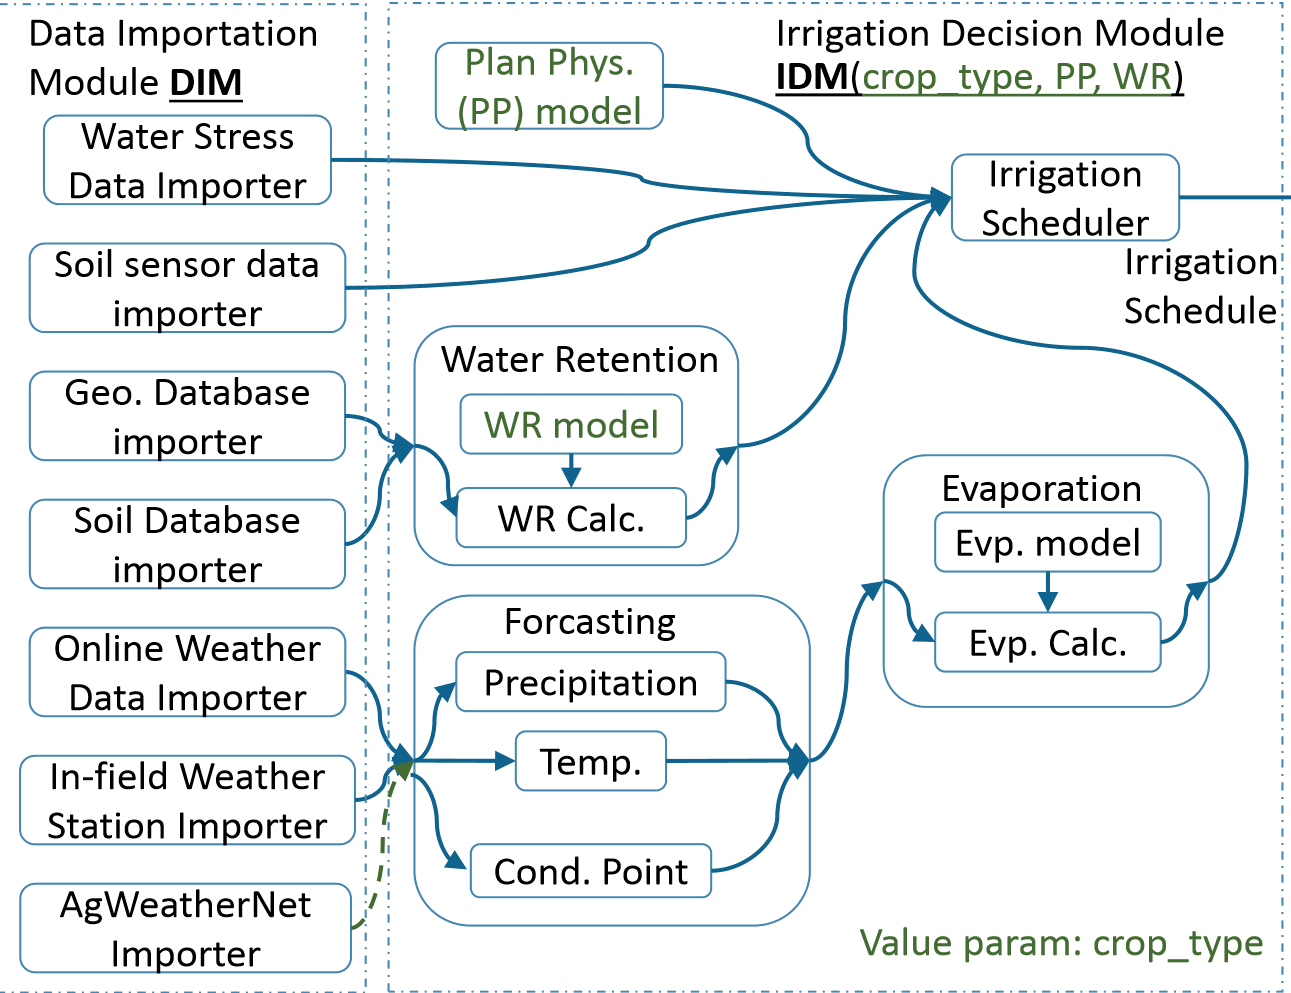 Data Importation
Module DIM
Water Stress
Data Importer
Soil sensor data
importer
Geo. Database
importer
Soil Database
importer
Online Weather
Data Importer
In-field Weather
Station Importer
AgWeatherNet
Importer
Plan Phys.
(PP) model
Irrigation Decision Module
IDM(crop_type, PP, WR)
Irrigation
Scheduler
Irrigation
Schedule
Water Retention
WR model
WR Calc.
Evaporation
Evp. model
Evp. Calc.
Forcasting
Precipitation
Temp.
Cond. Point
Value param: crop_type